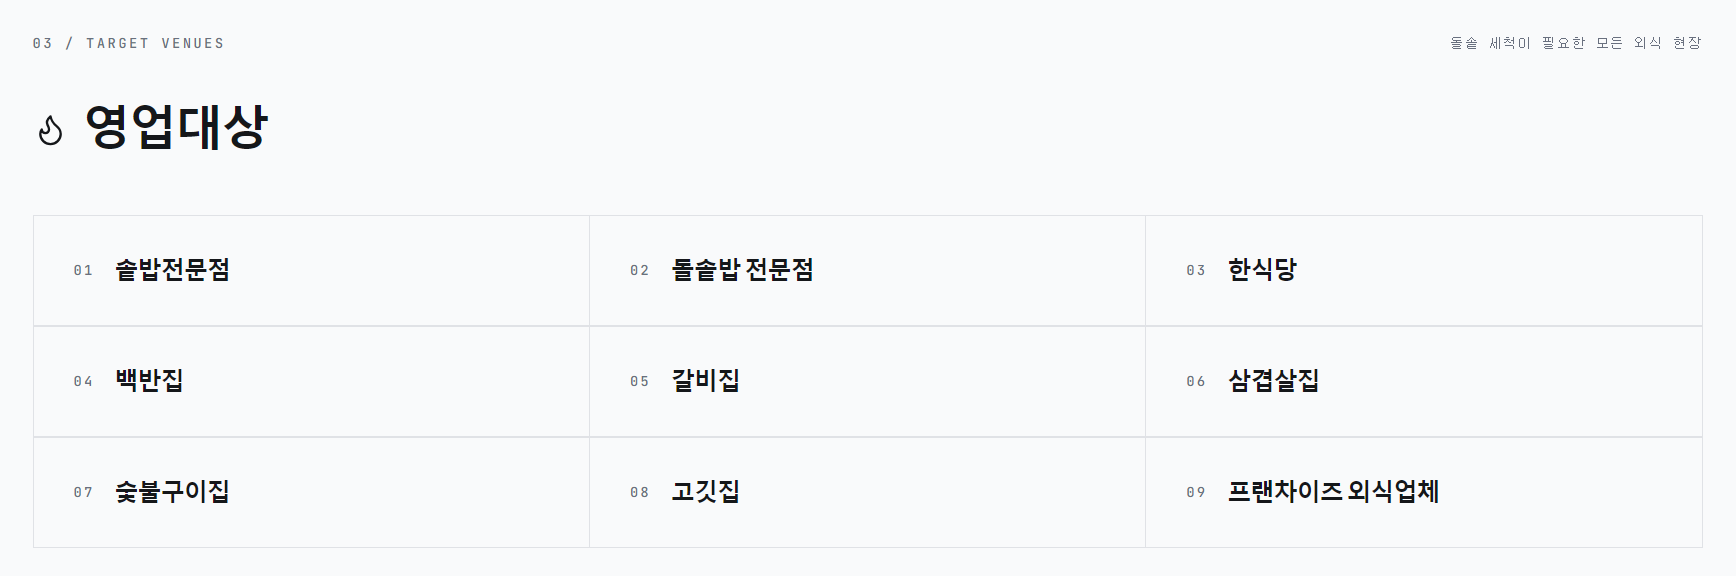 03 / TARGET VENUES
돌솥 세척이 필요한 모든 외식 현장
영업대상
01 솥밥전문점
02 돌솥밥 전문점
03 한식당
04 백반집
05 갈비집
06 삼겹살집
07 숯불구이집
08 고깃집
09 프랜차이즈 외식업체